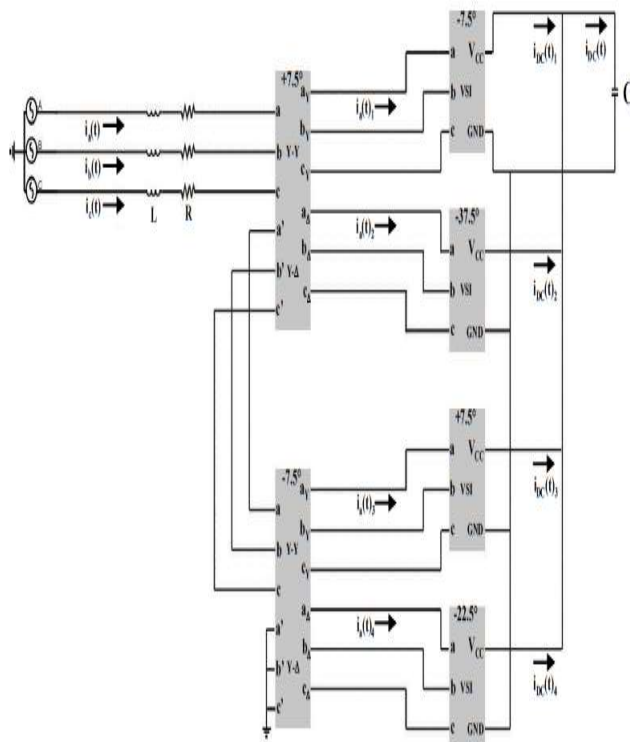 -7.5°
a V_CC
b VSI
c GND
i_DC(t)_1
i_DC(t)
C
+7.5°
a a_Y
b Y-Y b_Y
c c_Y
a' a_Δ
b' Y-Δ b_Δ
c' c_Δ
A
B
C
i_a(t)
i_b(t)
i_c(t)
L
R
i_a(t)_1
i_a(t)_2
-37.5°
a V_CC
b VSI
c GND
i_DC(t)_2
+7.5°
a V_CC
b VSI
c GND
i_DC(t)_3
-7.5°
a a_Y
b Y-Y b_Y
c c_Y
a' a_Δ
b' Y-Δ b_Δ
c' c_Δ
i_a(t)_3
i_a(t)_4
-22.5°
a V_CC
b VSI
c GND
i_DC(t)_4